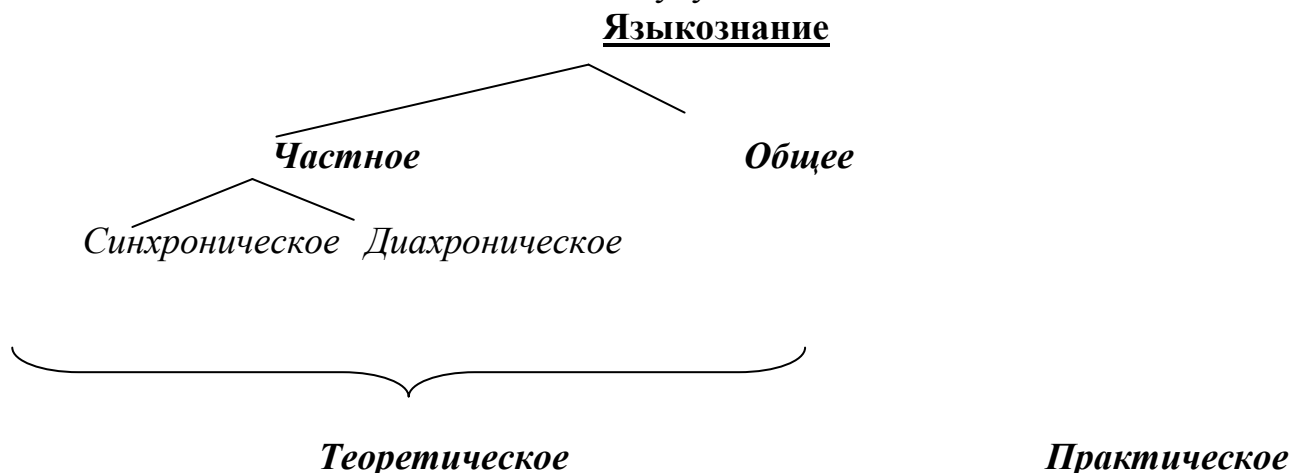 Языкознание
Частное Общее
Синхроническое Диахроническое
Теоретическое Практическое